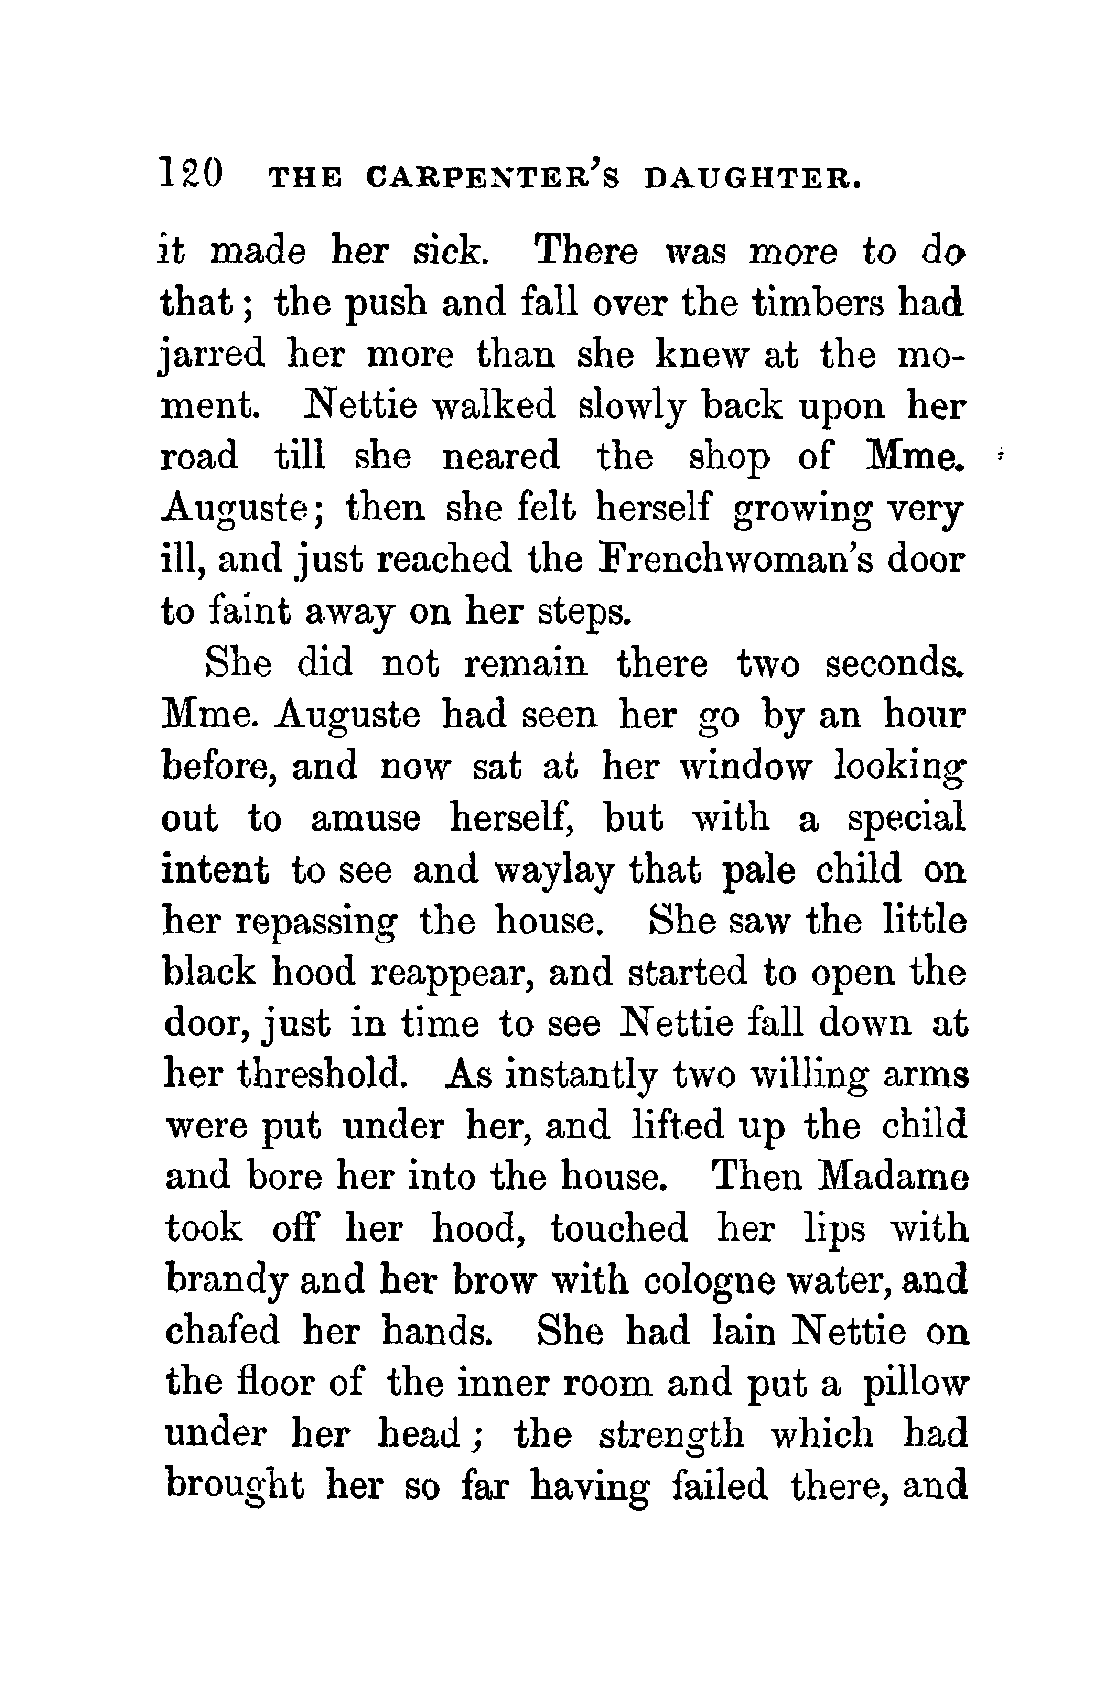 120 THE CARPENTER'S DAUGHTER.
it made her sick. There was more to do
that; the push and fall over the timbers had
jarred her more than she knew at the mo-
ment. Nettie walked slowly back upon her
road till she neared the shop of Mme.
Auguste; then she felt herself growing very
ill, and just reached the Frenchwoman's door
to faint away on her steps.
She did not remain there two seconds.
Mme. Auguste had seen her go by an hour
before, and now sat at her window looking
out to amuse herself, but with a special
intent to see and waylay that pale child on
her repassing the house. She saw the little
black hood reappear, and started to open the
door, just in time to see Nettie fall down at
her threshold. As instantly two willing arms
were put under her, and lifted up the child
and bore her into the house. Then Madame
took off her hood, touched her lips with
brandy and her brow with cologne water, and
chafed her hands. She had lain Nettie on
the floor of the inner room and put a pillow
under her head; the strength which had
brought her so far having failed there, and